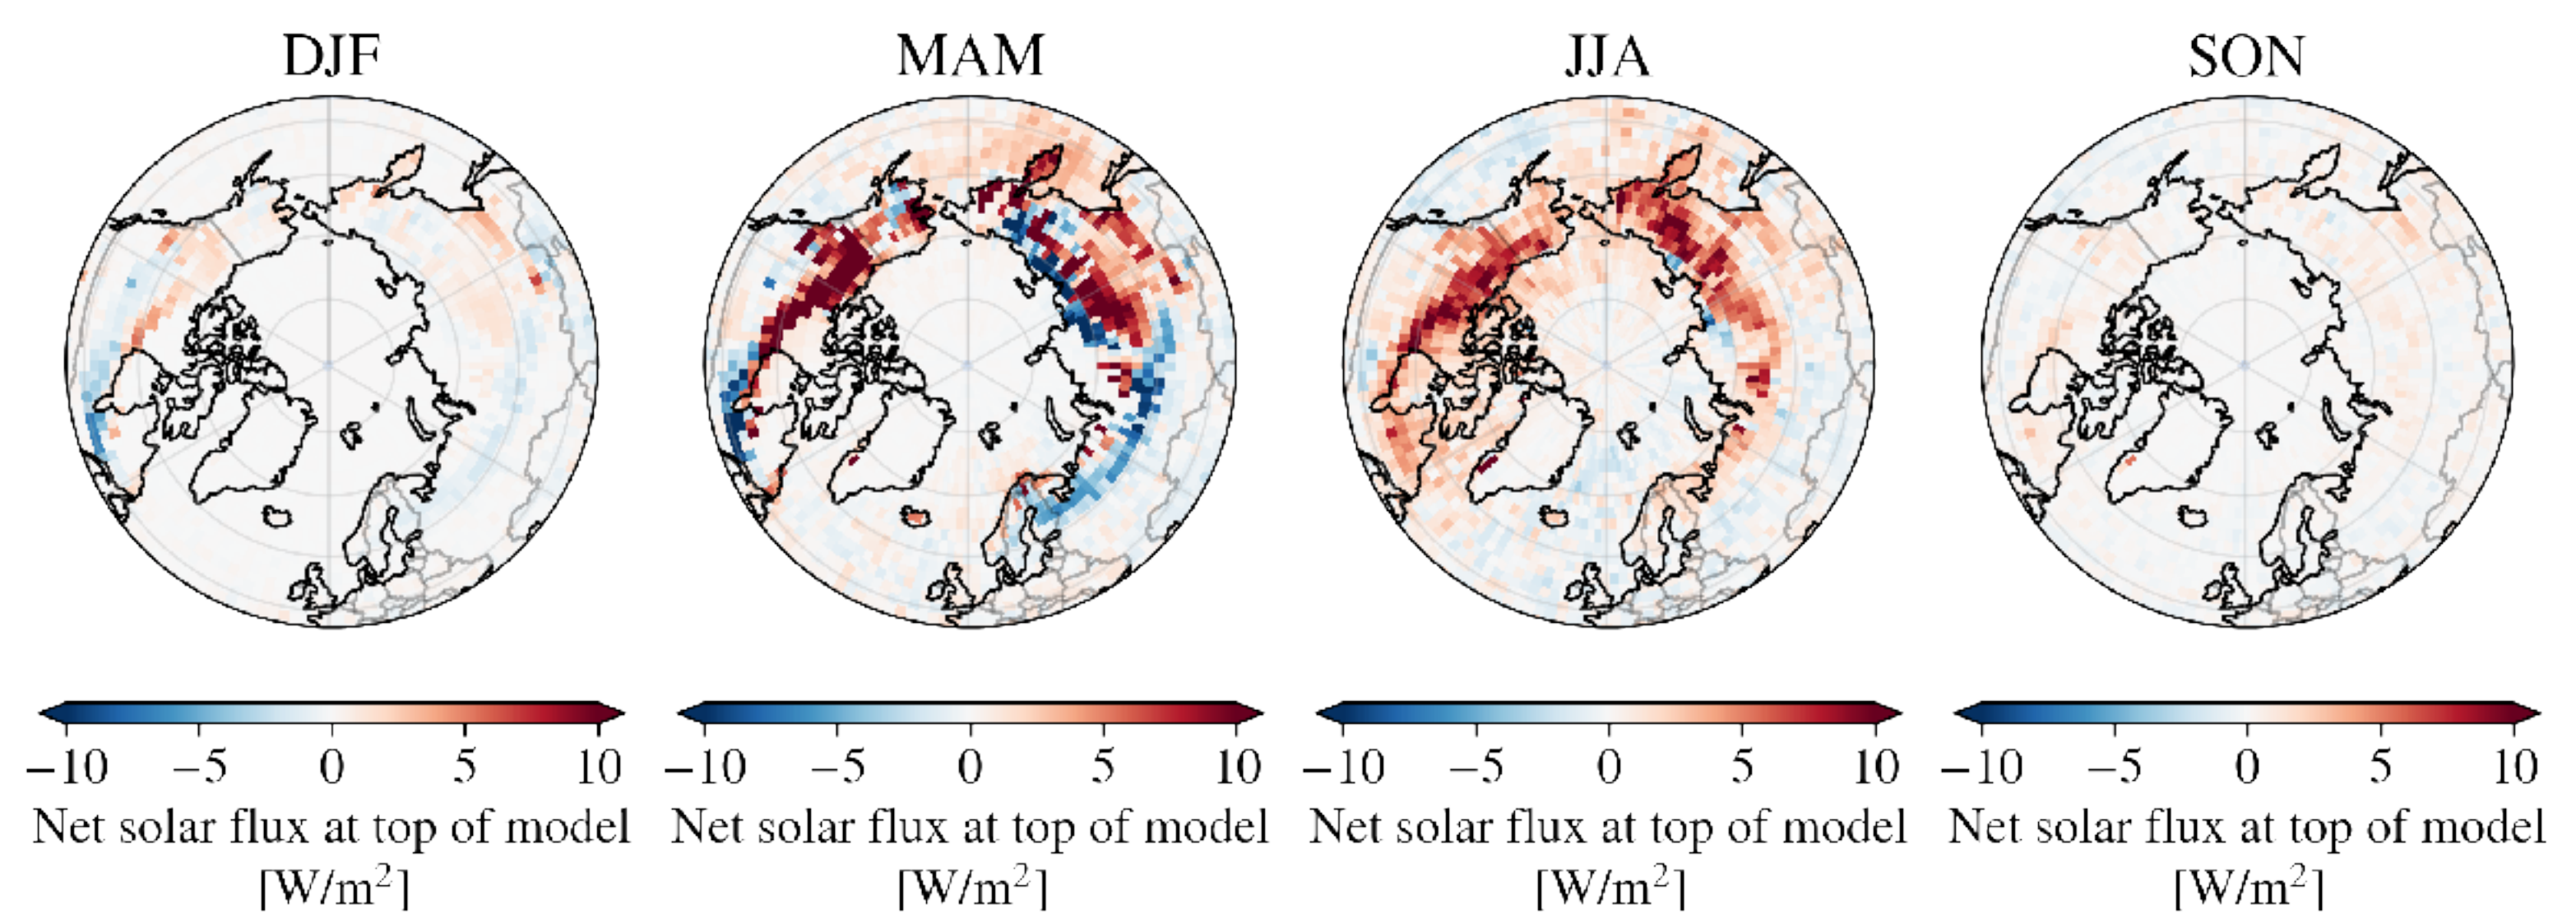 DJF MAM JJA SON
−10 −5 0 5 10 −10 −5 0 5 10 −10 −5 0 5 10 −10 −5 0 5 10
Net solar flux at top of model Net solar flux at top of model Net solar flux at top of model Net solar flux at top of model
[W/m²] [W/m²] [W/m²] [W/m²]